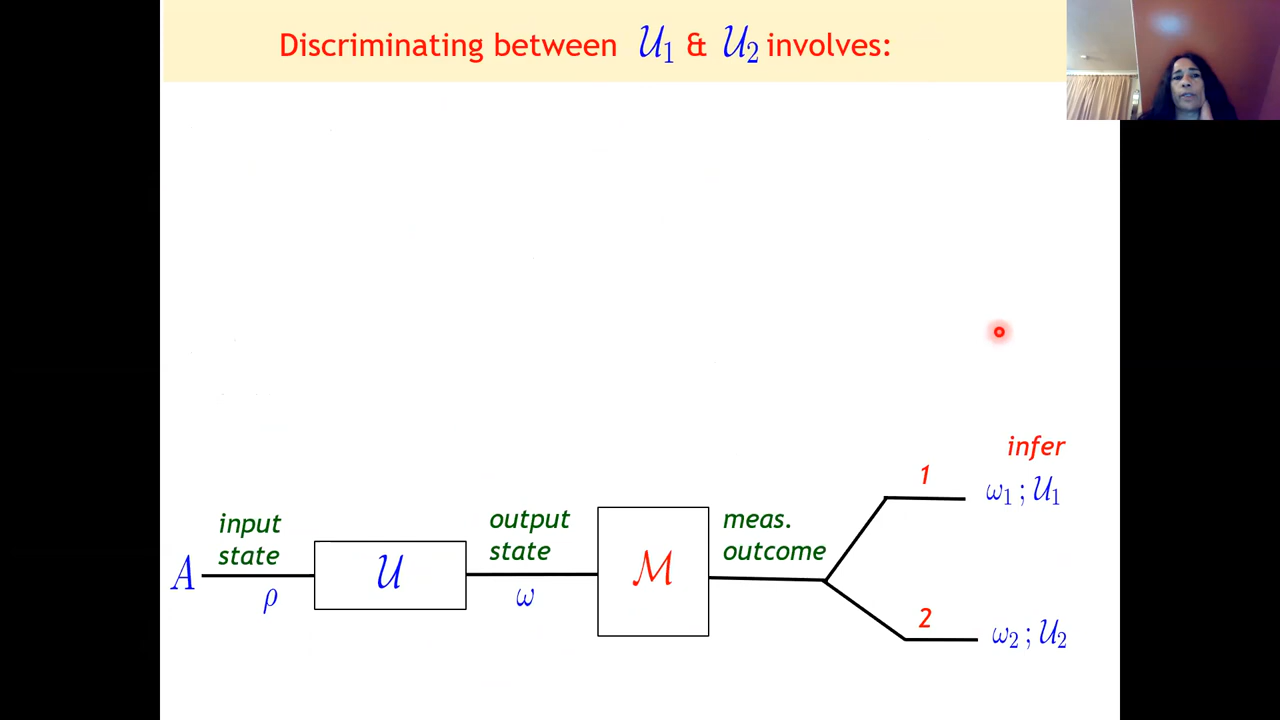 Discriminating between 𝒰₁ & 𝒰₂ involves:
infer
1
ω₁ ; 𝒰₁
input
state
output
state
meas.
outcome
A
𝒰
ℳ
ρ
ω
2
ω₂ ; 𝒰₂